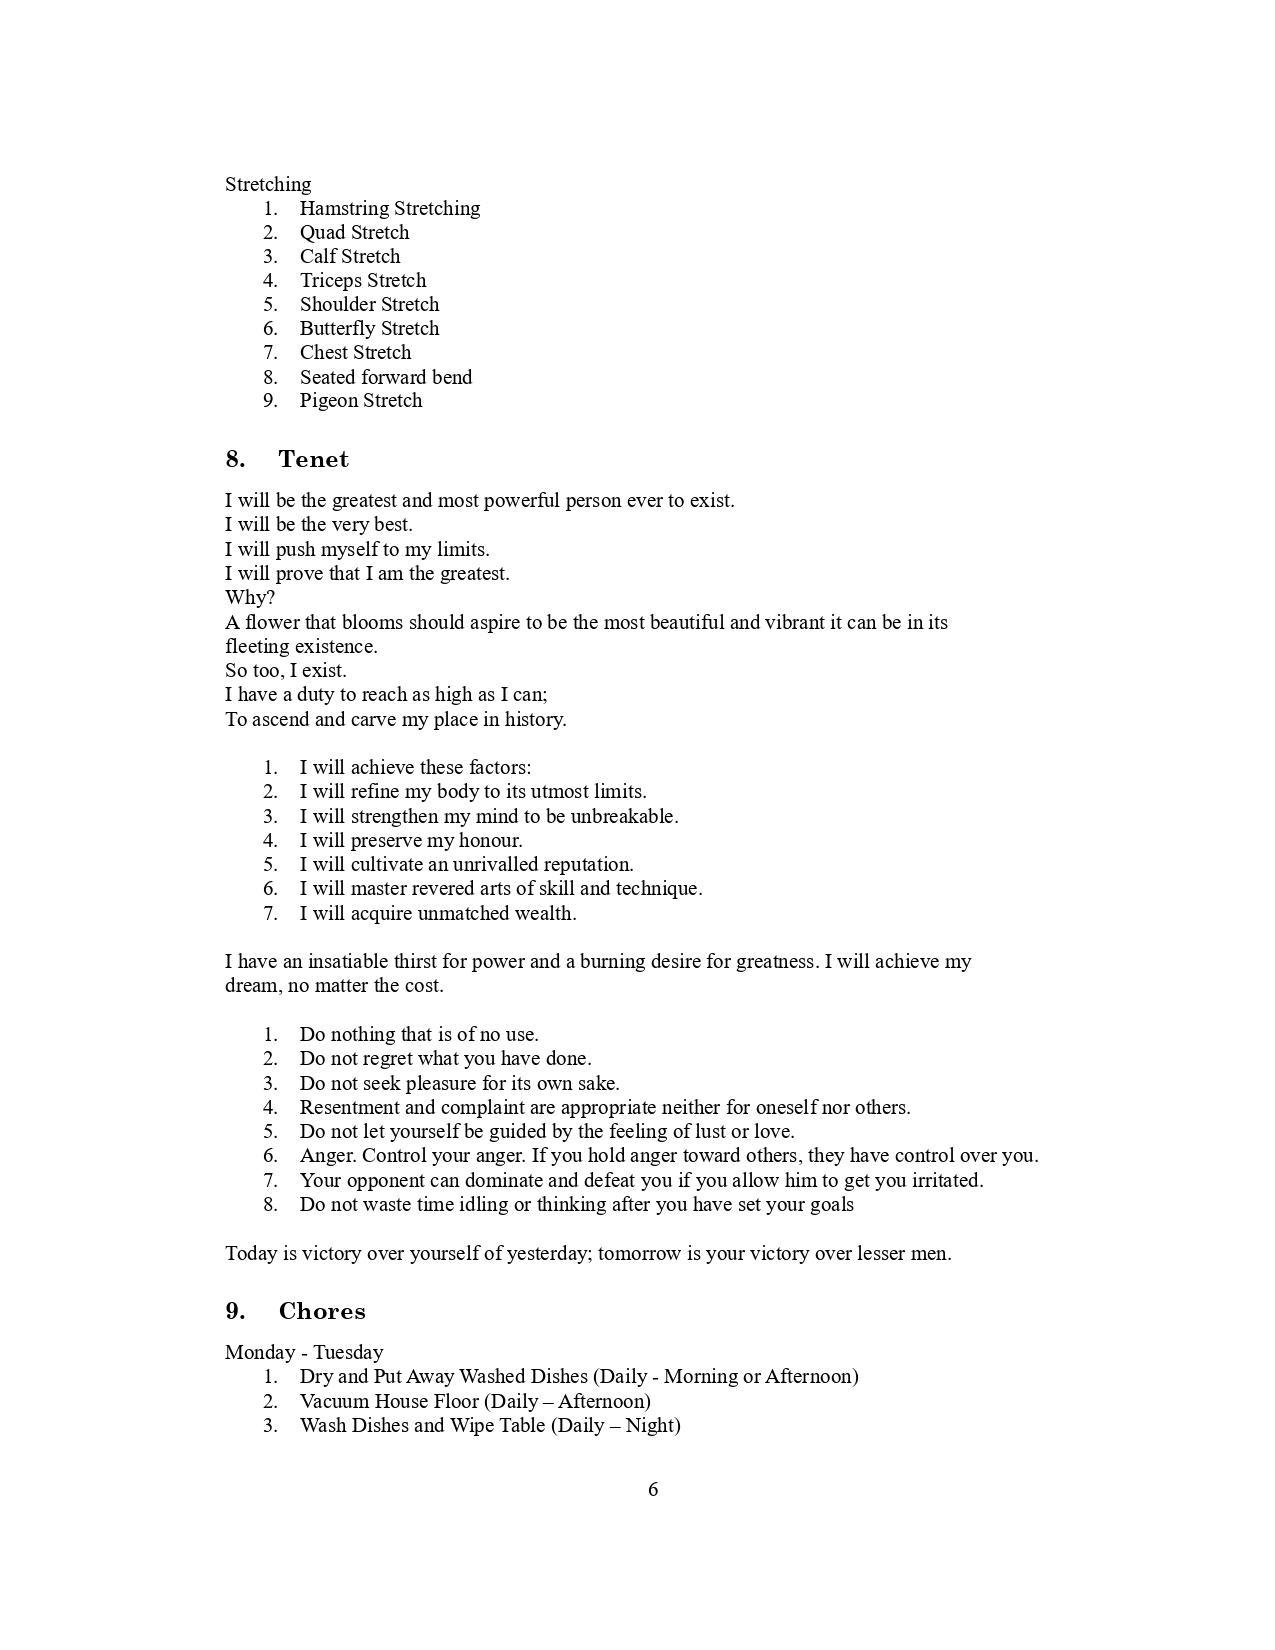 Stretching
1. Hamstring Stretching
2. Quad Stretch
3. Calf Stretch
4. Triceps Stretch
5. Shoulder Stretch
6. Butterfly Stretch
7. Chest Stretch
8. Seated forward bend
9. Pigeon Stretch
8. Tenet
I will be the greatest and most powerful person ever to exist.
I will be the very best.
I will push myself to my limits.
I will prove that I am the greatest.
Why?
A flower that blooms should aspire to be the most beautiful and vibrant it can be in its
fleeting existence.
So too, I exist.
I have a duty to reach as high as I can;
To ascend and carve my place in history.
1. I will achieve these factors:
2. I will refine my body to its utmost limits.
3. I will strengthen my mind to be unbreakable.
4. I will preserve my honour.
5. I will cultivate an unrivalled reputation.
6. I will master revered arts of skill and technique.
7. I will acquire unmatched wealth.
I have an insatiable thirst for power and a burning desire for greatness. I will achieve my
dream, no matter the cost.
1. Do nothing that is of no use.
2. Do not regret what you have done.
3. Do not seek pleasure for its own sake.
4. Resentment and complaint are appropriate neither for oneself nor others.
5. Do not let yourself be guided by the feeling of lust or love.
6. Anger. Control your anger. If you hold anger toward others, they have control over you.
7. Your opponent can dominate and defeat you if you allow him to get you irritated.
8. Do not waste time idling or thinking after you have set your goals
Today is victory over yourself of yesterday; tomorrow is your victory over lesser men.
9. Chores
Monday - Tuesday
1. Dry and Put Away Washed Dishes (Daily - Morning or Afternoon)
2. Vacuum House Floor (Daily – Afternoon)
3. Wash Dishes and Wipe Table (Daily – Night)
6